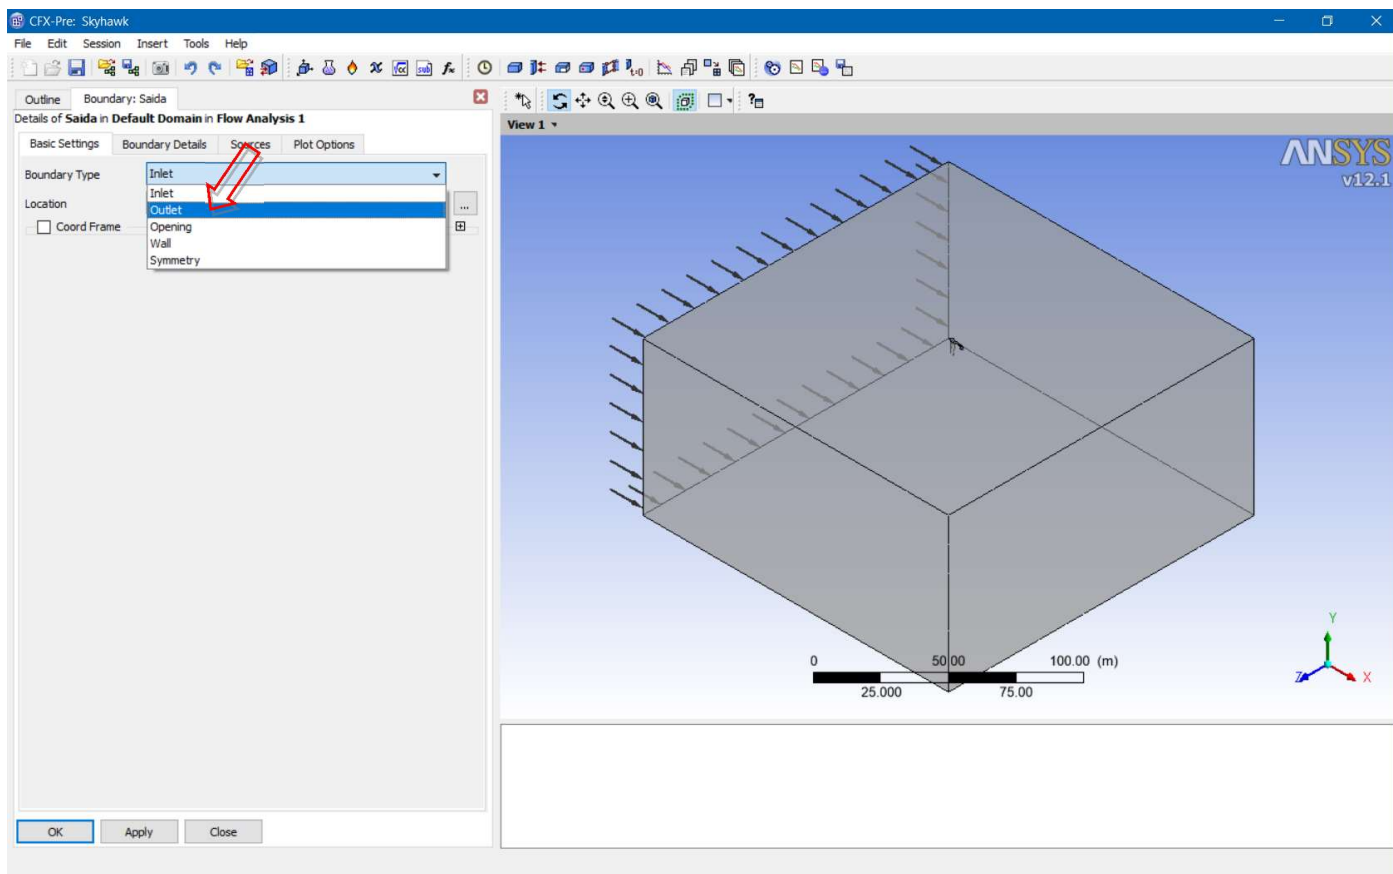 CFX-Pre: Skyhawk
File Edit Session Insert Tools Help
Outline Boundary: Saida
Details of Saida in Default Domain in Flow Analysis 1
Basic Settings Boundary Details Sources Plot Options
Boundary Type Inlet
Inlet
Location ...
Outlet
Coord Frame Opening
Wall
Symmetry
OK Apply Close
View 1
ANSYS
v12.1
0 50.00 100.00 (m)
25.000 75.00
Y
Z X